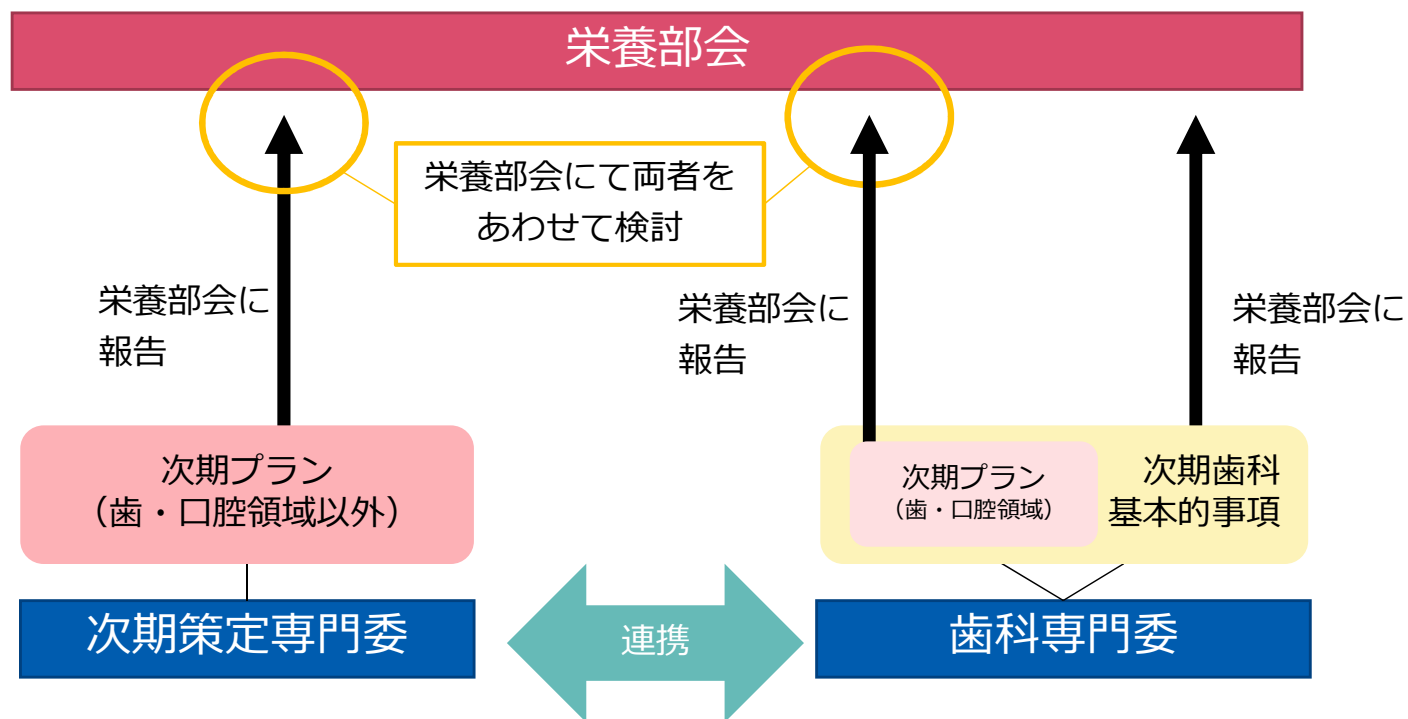 栄養部会
栄養部会にて両者を
あわせて検討
栄養部会に
報告
栄養部会に
報告
栄養部会に
報告
次期プラン
（歯・口腔領域以外）
次期プラン
（歯・口腔領域）
次期歯科
基本的事項
次期策定専門委
連携
歯科専門委